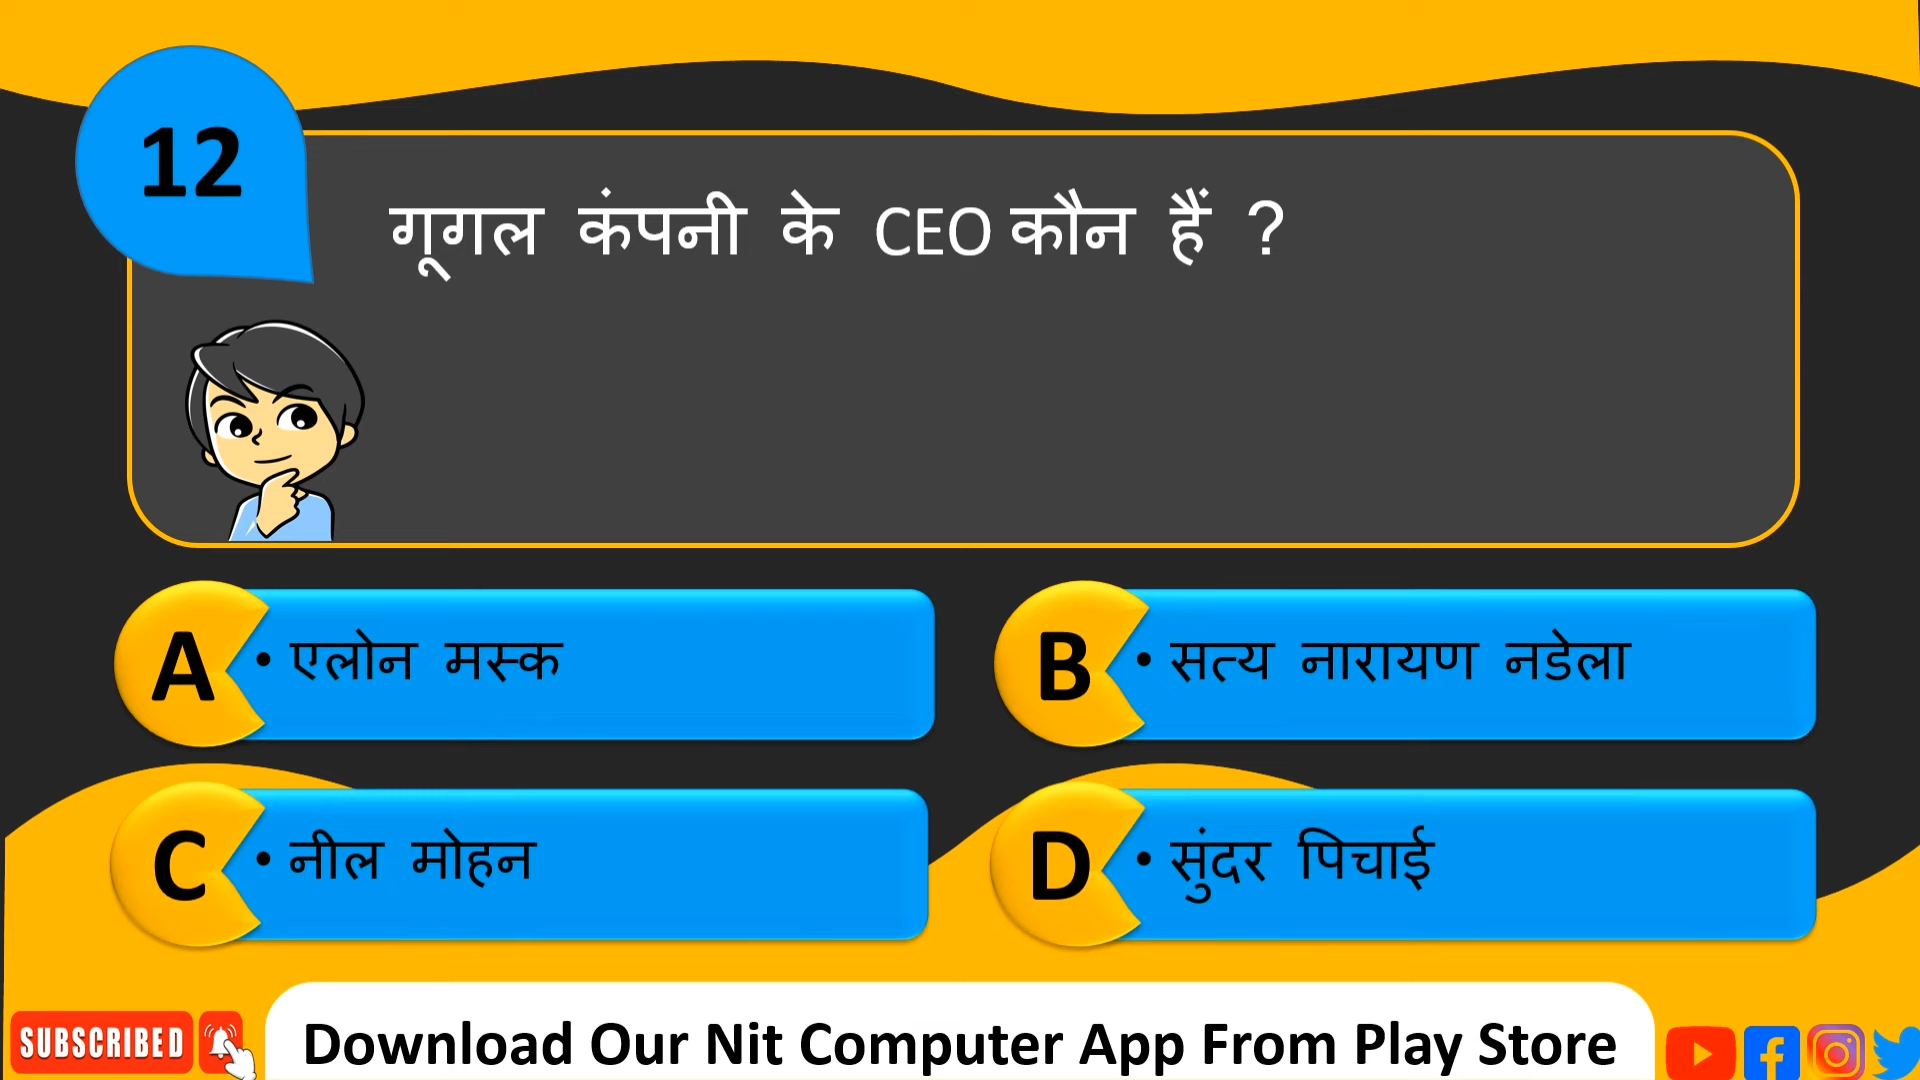 12
गूगल कंपनी के CEO कौन हैं ?
A
• एलोन मस्क
B
• सत्य नारायण नडेला
C
• नील मोहन
D
• सुंदर पिचाई
SUBSCRIBED
Download Our Nit Computer App From Play Store